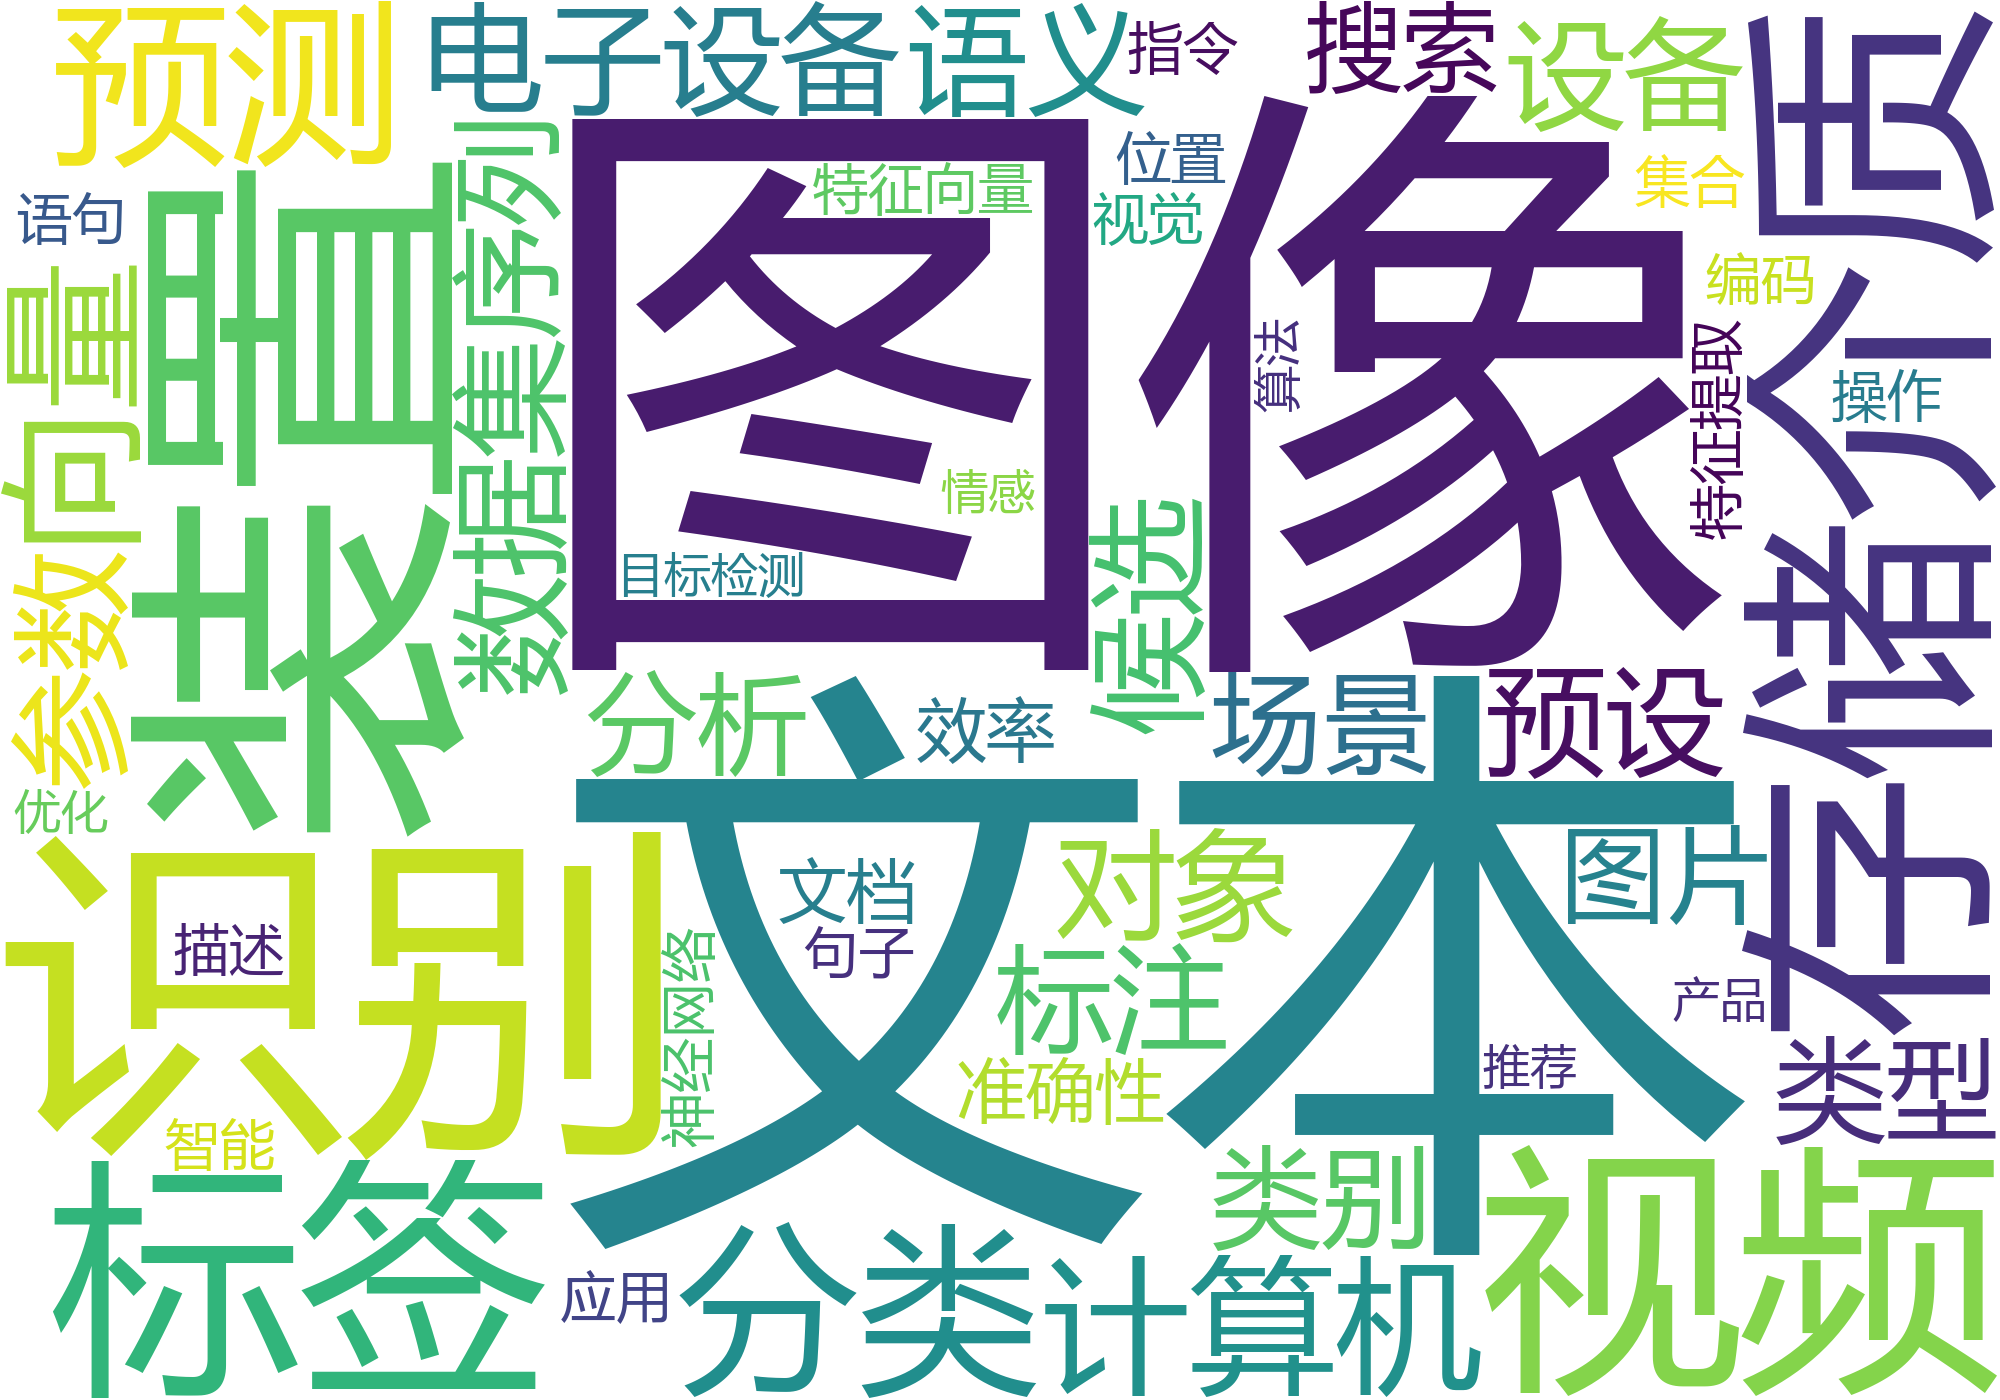 预测
电子设备
语义
指令
搜索
设备
存储介质
语句
向量
装置
数据集
序列
图像
特征向量
位置
视觉
集合
编码
算法
特征提取
操作
情感
目标检测
候选
参数
优化
分析
效率
场景
预设
识别
文本
描述
文档
句子
对象
图片
标注
神经网络
准确性
产品
推荐
类型
智能
标签
类别
视频
应用
分类
计算机